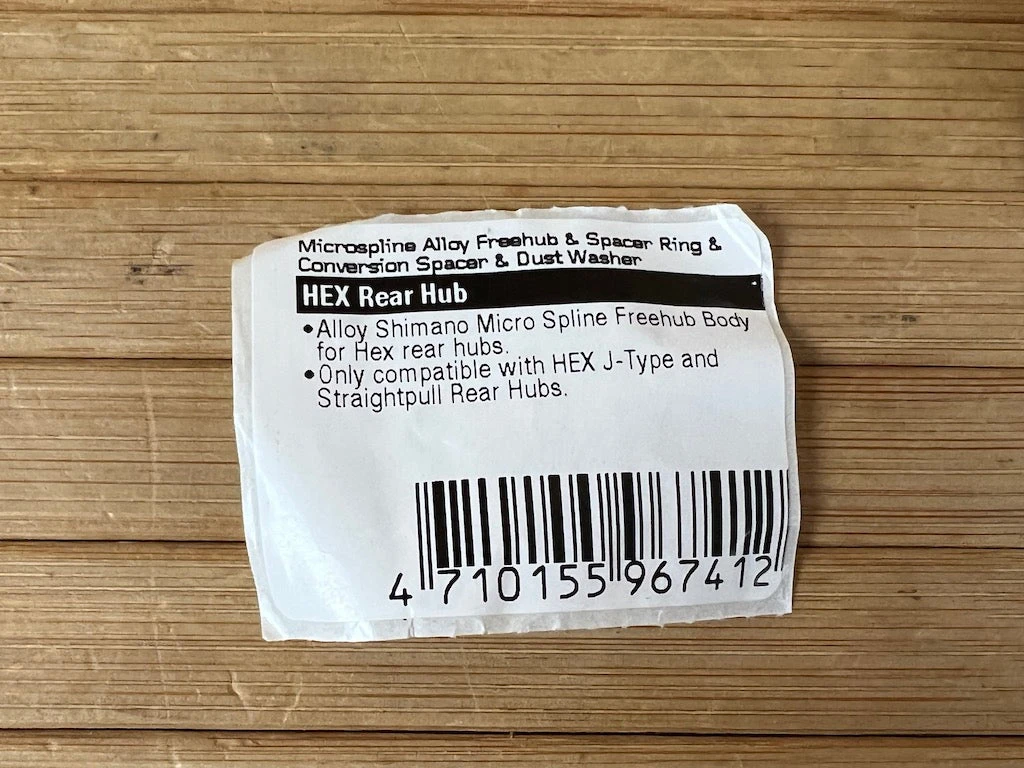 Microspline Alloy Freehub & Spacer Ring &
Conversion Spacer & Dust Washer
HEX Rear Hub
•Alloy Shimano Micro Spline Freehub Body
for Hex rear hubs.
•Only compatible with HEX J-Type and
Straightpull Rear Hubs.
4 710155 967412